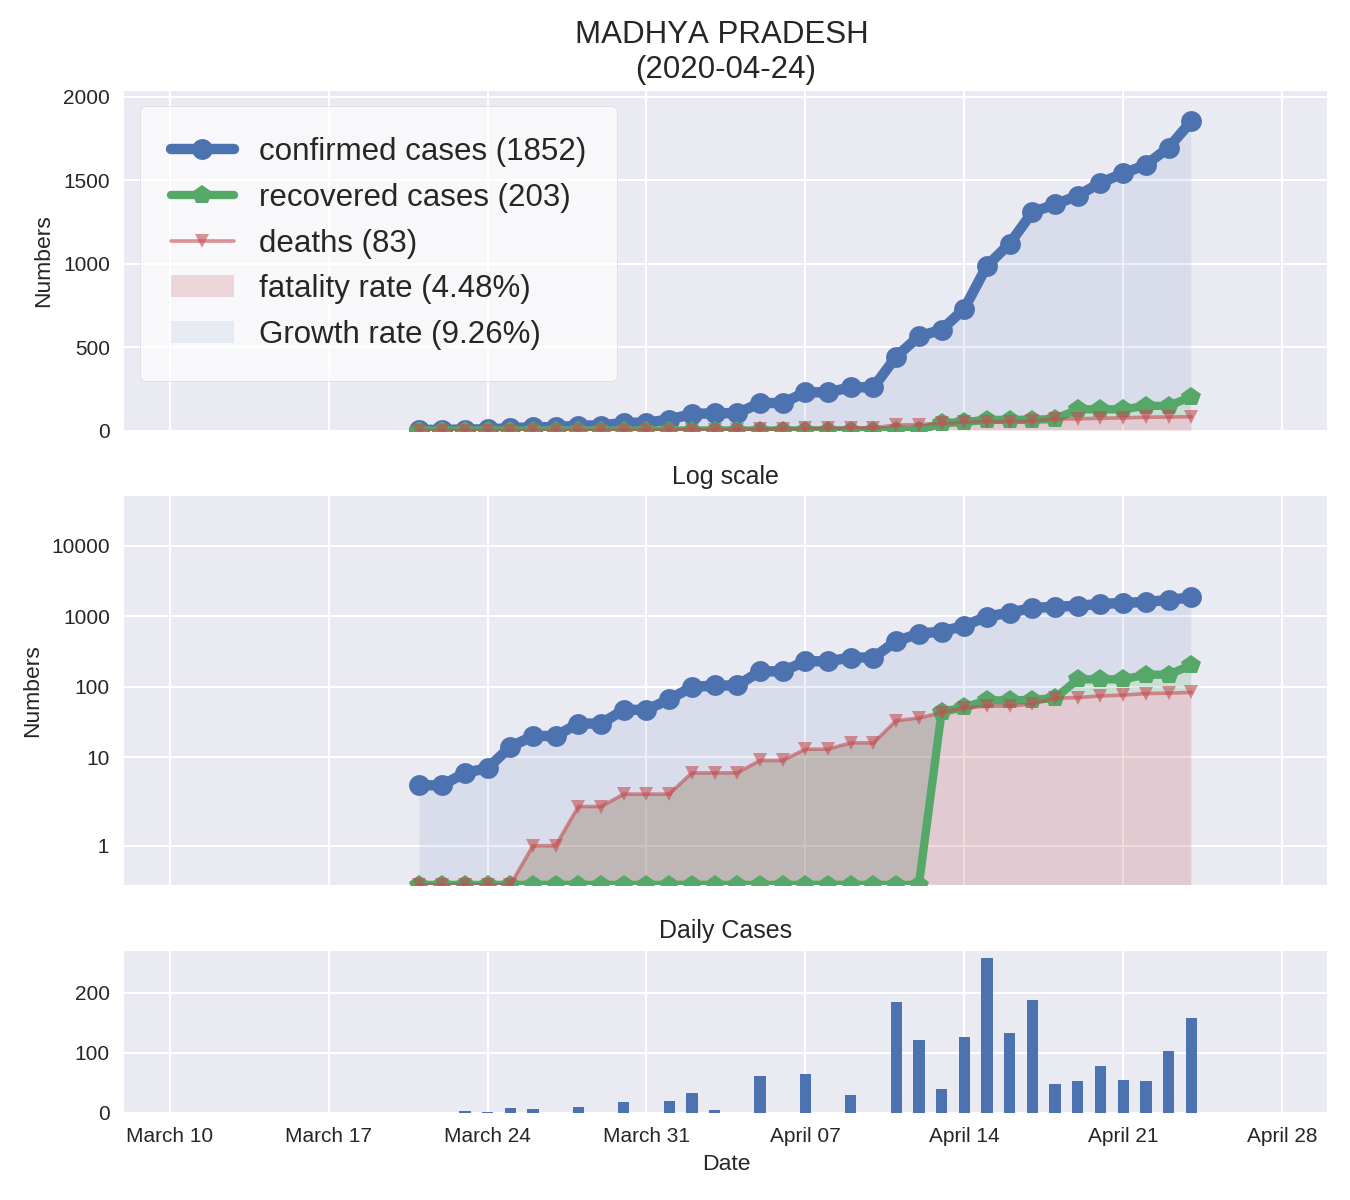 MADHYA PRADESH
(2020-04-24)
2000
1500
1000
500
0
Numbers
confirmed cases (1852)
recovered cases (203)
deaths (83)
fatality rate (4.48%)
Growth rate (9.26%)
Log scale
10000
1000
100
10
1
Numbers
Daily Cases
200
100
0
March 10 March 17 March 24 March 31 April 07 April 14 April 21 April 28
Date